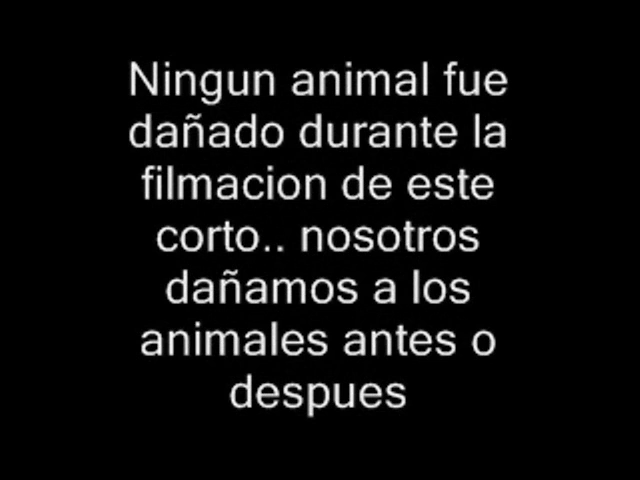 Ningun animal fue
dañado durante la
filmacion de este
corto.. nosotros
dañamos a los
animales antes o
despues